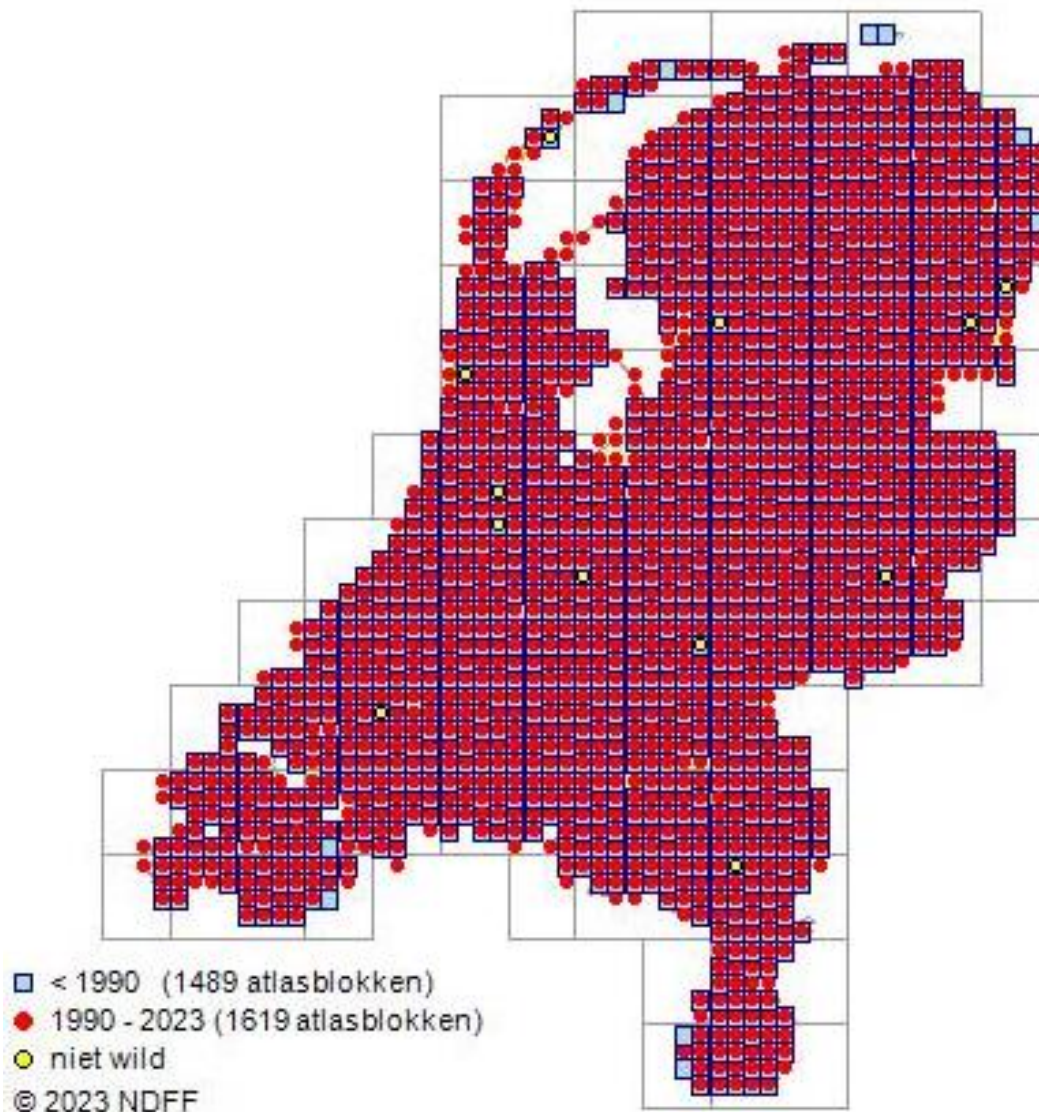 < 1990 (1489 atlasblokken)
1990 - 2023 (1619 atlasblokken)
niet wild
© 2023 NDFF